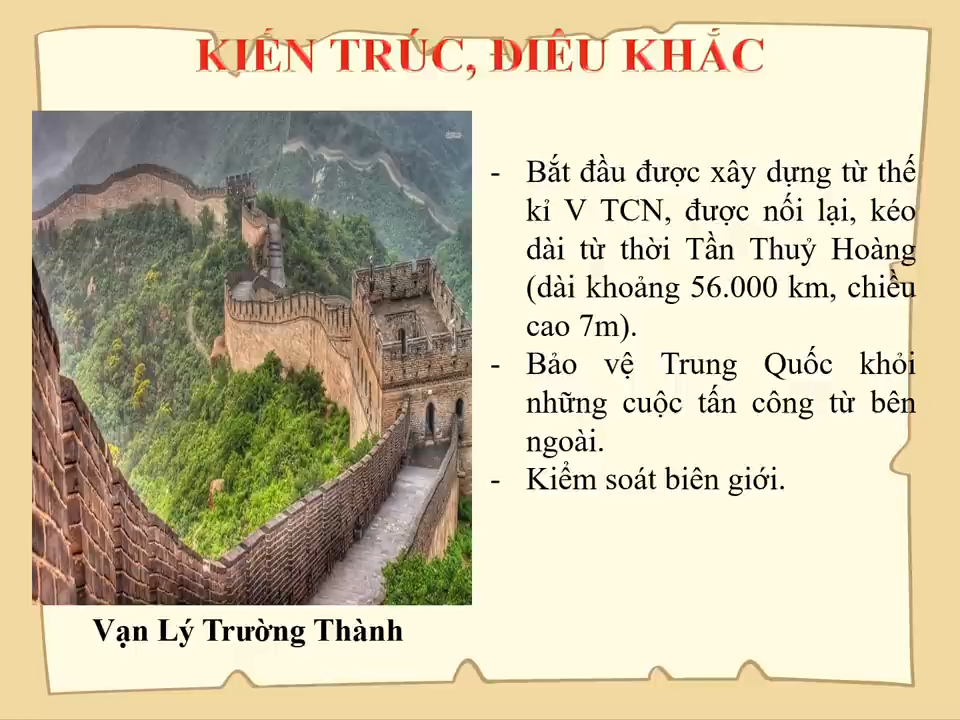 KIẾN TRÚC, ĐIÊU KHẮC
- Bắt đầu được xây dựng từ thế
kỉ V TCN, được nối lại, kéo
dài từ thời Tần Thuỷ Hoàng
(dài khoảng 56.000 km, chiều
cao 7m).
- Bảo vệ Trung Quốc khỏi
những cuộc tấn công từ bên
ngoài.
- Kiểm soát biên giới.
Vạn Lý Trường Thành